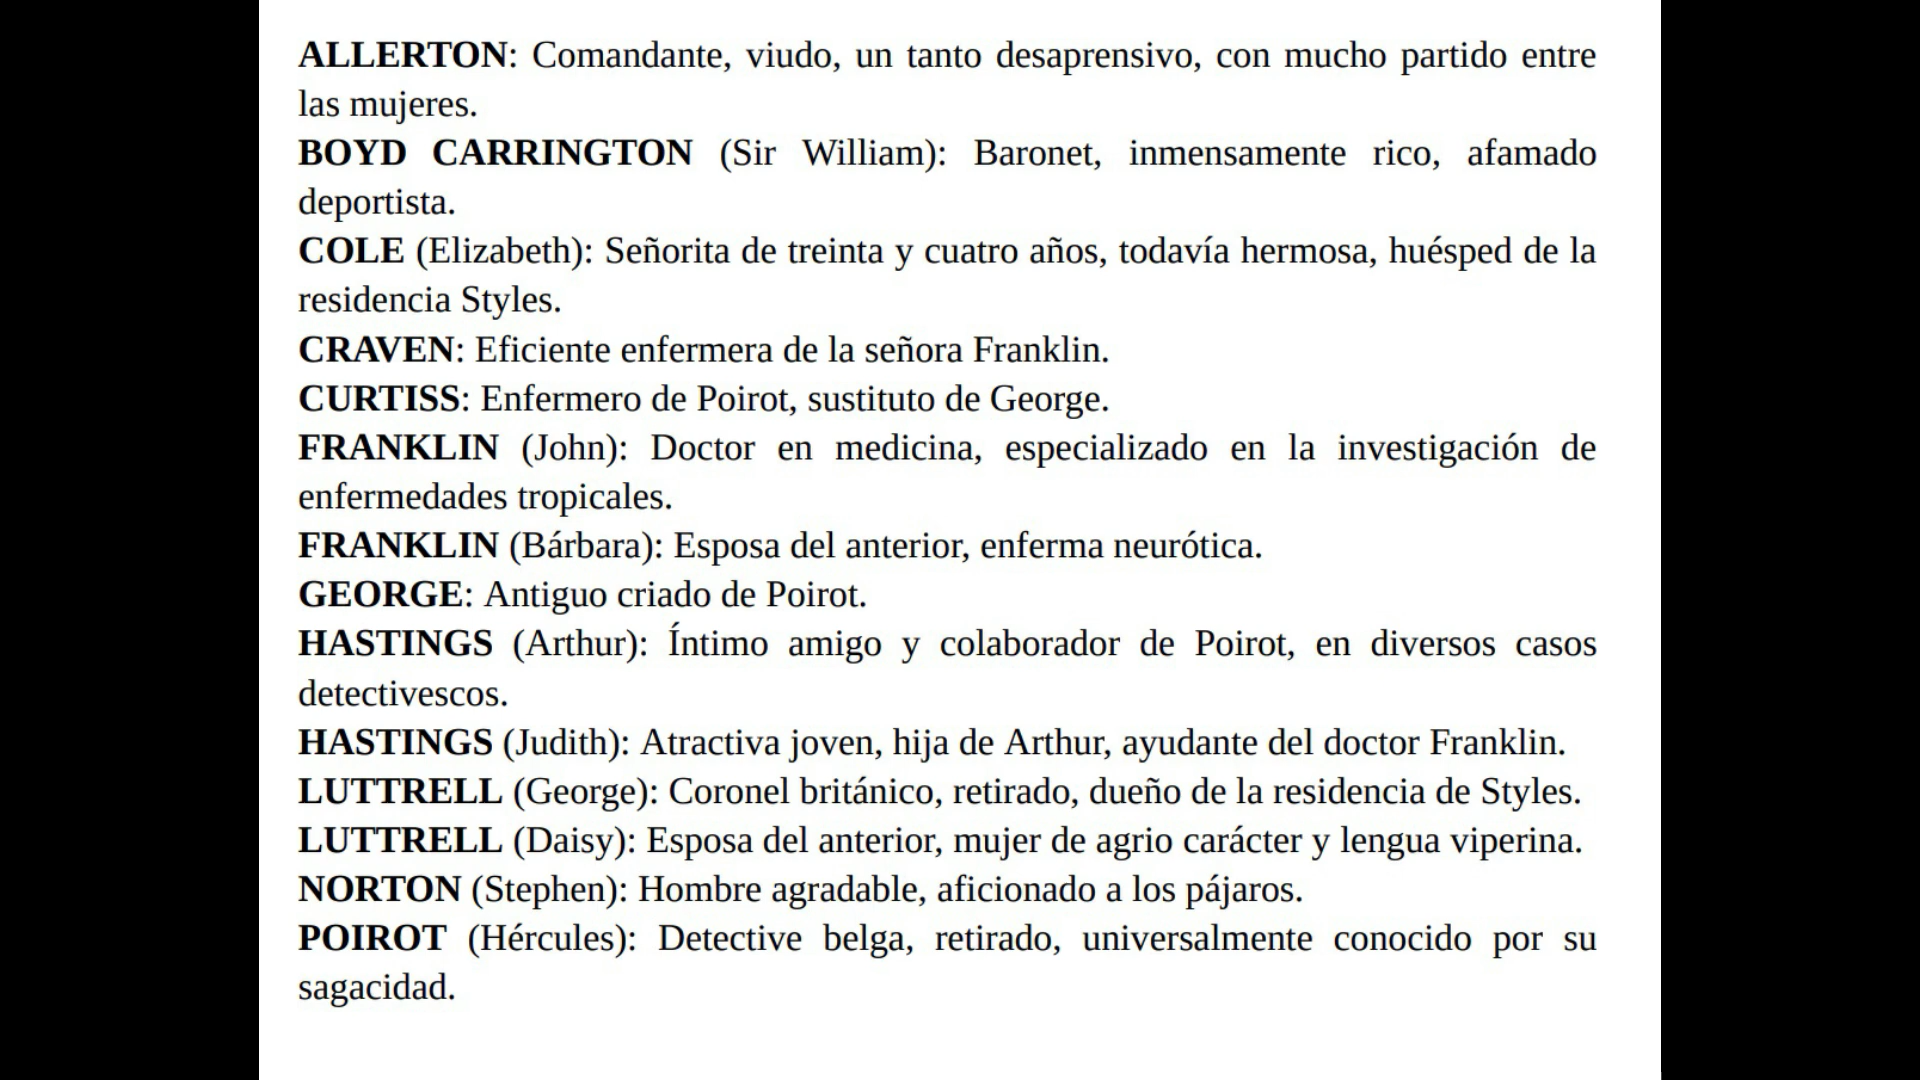 ALLERTON: Comandante, viudo, un tanto desaprensivo, con mucho partido entre
las mujeres.
BOYD CARRINGTON (Sir William): Baronet, inmensamente rico, afamado
deportista.
COLE (Elizabeth): Señorita de treinta y cuatro años, todavía hermosa, huésped de la
residencia Styles.
CRAVEN: Eficiente enfermera de la señora Franklin.
CURTISS: Enfermero de Poirot, sustituto de George.
FRANKLIN (John): Doctor en medicina, especializado en la investigación de
enfermedades tropicales.
FRANKLIN (Bárbara): Esposa del anterior, enferma neurótica.
GEORGE: Antiguo criado de Poirot.
HASTINGS (Arthur): Íntimo amigo y colaborador de Poirot, en diversos casos
detectivescos.
HASTINGS (Judith): Atractiva joven, hija de Arthur, ayudante del doctor Franklin.
LUTTRELL (George): Coronel británico, retirado, dueño de la residencia de Styles.
LUTTRELL (Daisy): Esposa del anterior, mujer de agrio carácter y lengua viperina.
NORTON (Stephen): Hombre agradable, aficionado a los pájaros.
POIROT (Hércules): Detective belga, retirado, universalmente conocido por su
sagacidad.